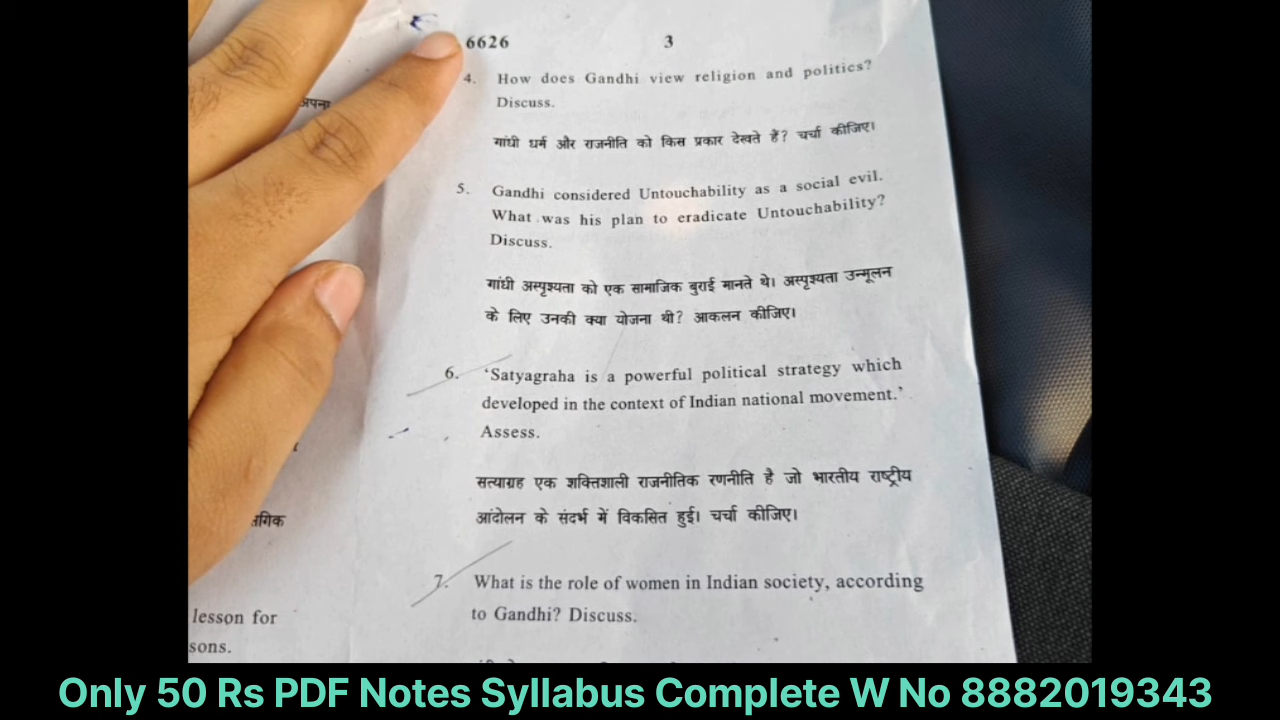 6626 3
अपना
4. How does Gandhi view religion and politics?
Discuss.
गांधी धर्म और राजनीति को किस प्रकार देखते हैं? चर्चा कीजिए।
5. Gandhi considered Untouchability as a social evil.
What was his plan to eradicate Untouchability?
Discuss.
गांधी अस्पृश्यता को एक सामाजिक बुराई मानते थे। अस्पृश्यता उन्मूलन
के लिए उनकी क्या योजना थी? आकलन कीजिए।
6. ‘Satyagraha is a powerful political strategy which
developed in the context of Indian national movement.’
Assess.
सत्याग्रह एक शक्तिशाली राजनीतिक रणनीति है जो भारतीय राष्ट्रीय
आंदोलन के संदर्भ में विकसित हुई। चर्चा कीजिए।
7. What is the role of women in Indian society, according
to Gandhi? Discuss.
lesson for
sons.
Only 50 Rs PDF Notes Syllabus Complete W No 8882019343